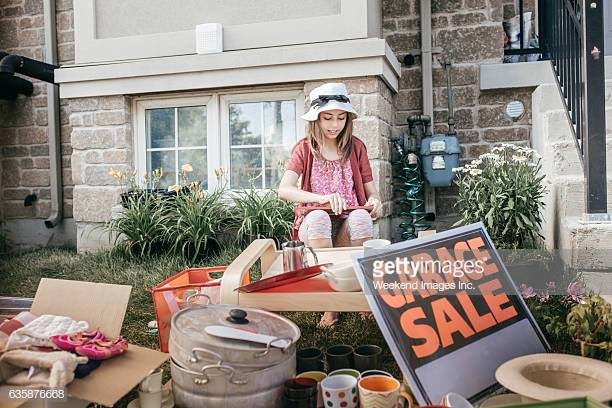 gettyimages®
Weekend Images Inc.
GARAGE
SALE
635876668